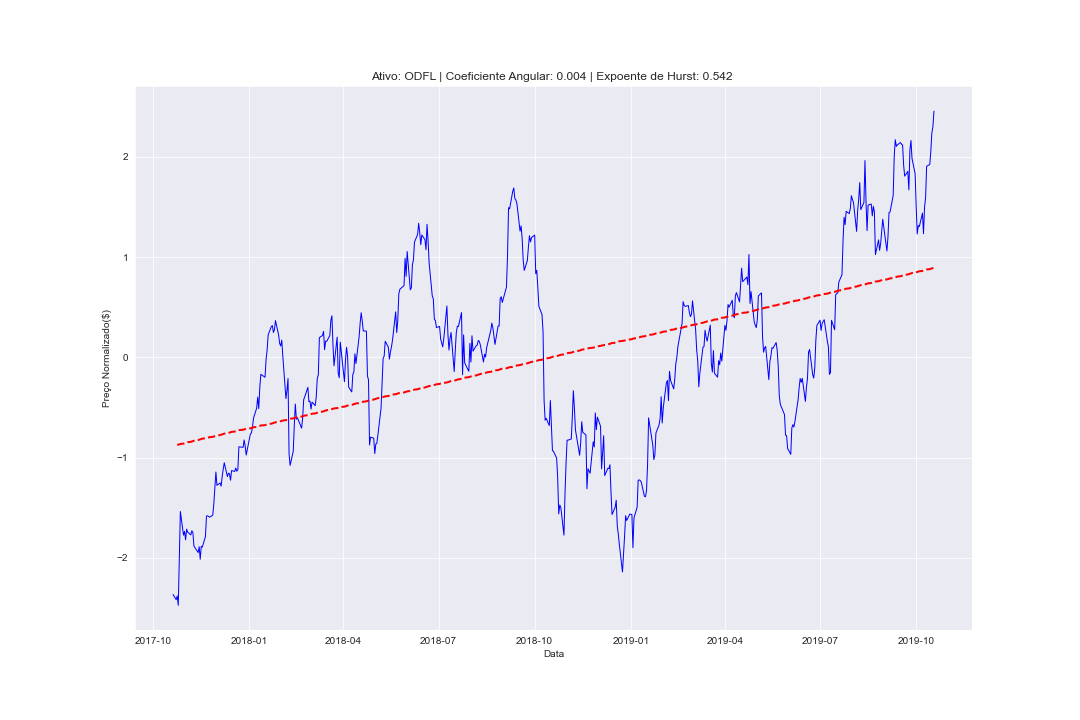 Ativo: ODFL | Coeficiente Angular: 0.004 | Expoente de Hurst: 0.542
Preço Normalizado($)
2
1
0
−1
−2
2017-10 2018-01 2018-04 2018-07 2018-10 2019-01 2019-04 2019-07 2019-10
Data